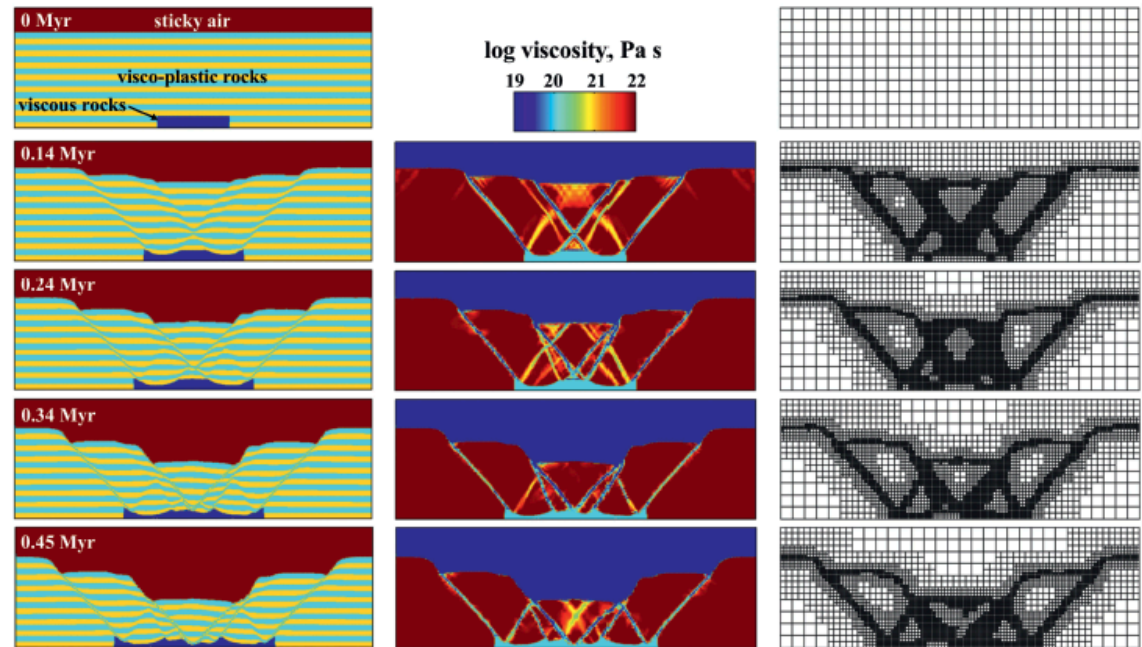 0 Myr
sticky air
visco-plastic rocks
viscous rocks
log viscosity, Pa s
19 20 21 22
0.14 Myr
0.24 Myr
0.34 Myr
0.45 Myr